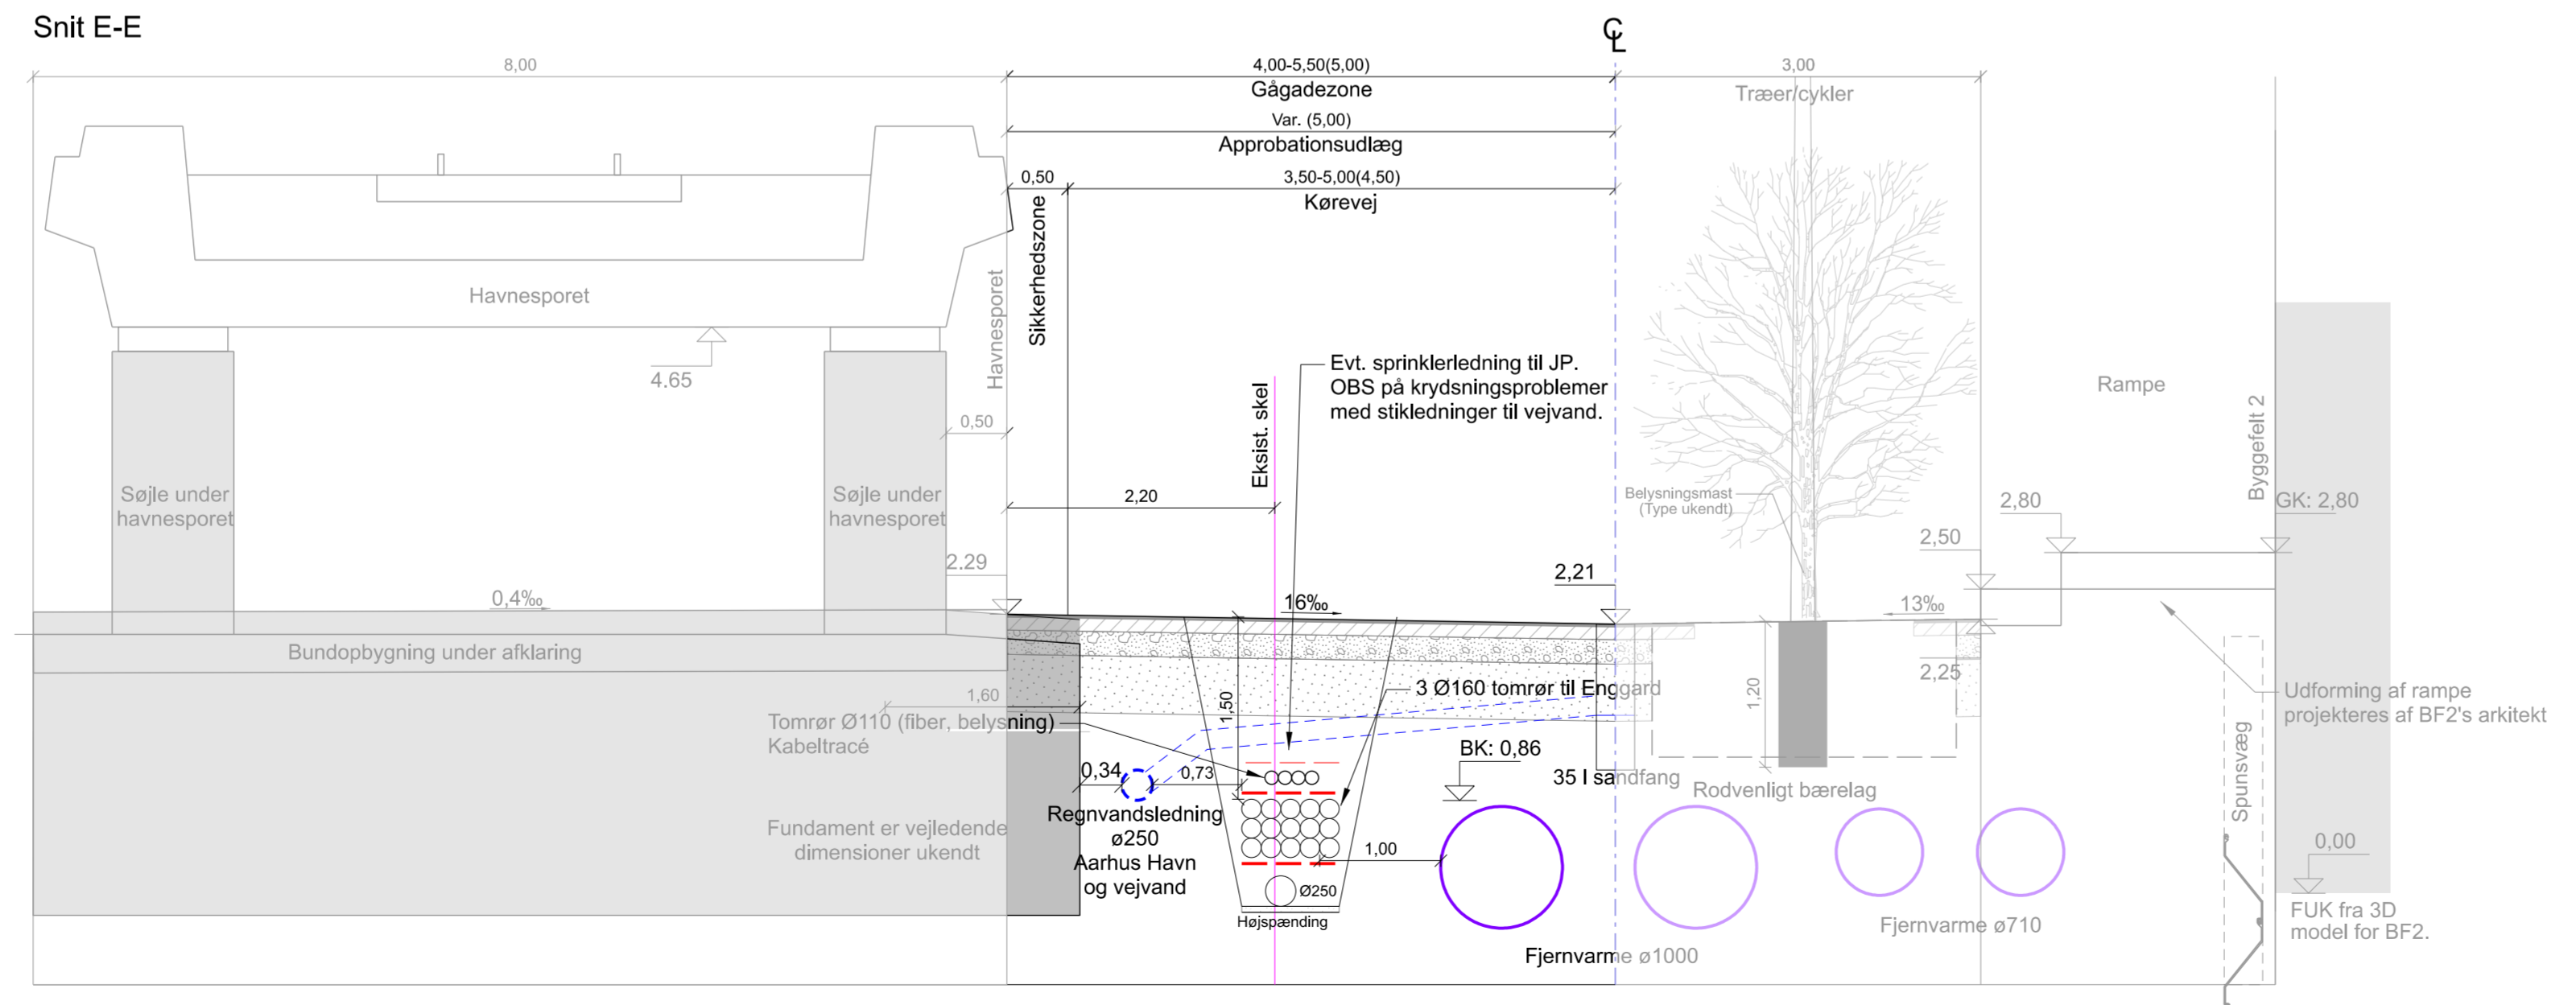 Snit E-E
℄
8,00
4,00-5,50(5,00)
Gågadezone
3,00
Træer/cykler
Var. (5,00)
Approbationsudlæg
0,50
3,50-5,00(4,50)
Kørevej
Sikkerhedszone
Havnesporet
Havnesporet
4.65
0,50
Eksist. skel
Evt. sprinklerledning til JP.
OBS på krydsningsproblemer
med stikledninger til vejvand.
Rampe
Byggefelt 2
Søjle under
havnesporet
Søjle under
havnesporet
2,20
Belysningsmast
(Type ukendt)
2,80
GK: 2,80
2,50
2.29
2,21
0,4‰
16‰
13‰
Bundopbygning under afklaring
2,25
1,60
1,50
3 Ø160 tomrør til Enggard
1,20
Udforming af rampe
projekteres af BF2's arkitekt
Tomrør Ø110 (fiber, belysning)
Kabeltracé
BK: 0,86
0,34
0,73
35 l sandfang
Rodvenligt bærelag
Spunsvæg
Regnvandsledning
ø250
Aarhus Havn
og vejvand
Fundament er vejledende
dimensioner ukendt
1,00
0,00
Ø250
Højspænding
Fjernvarme ø710
FUK fra 3D
model for BF2.
Fjernvarme ø1000